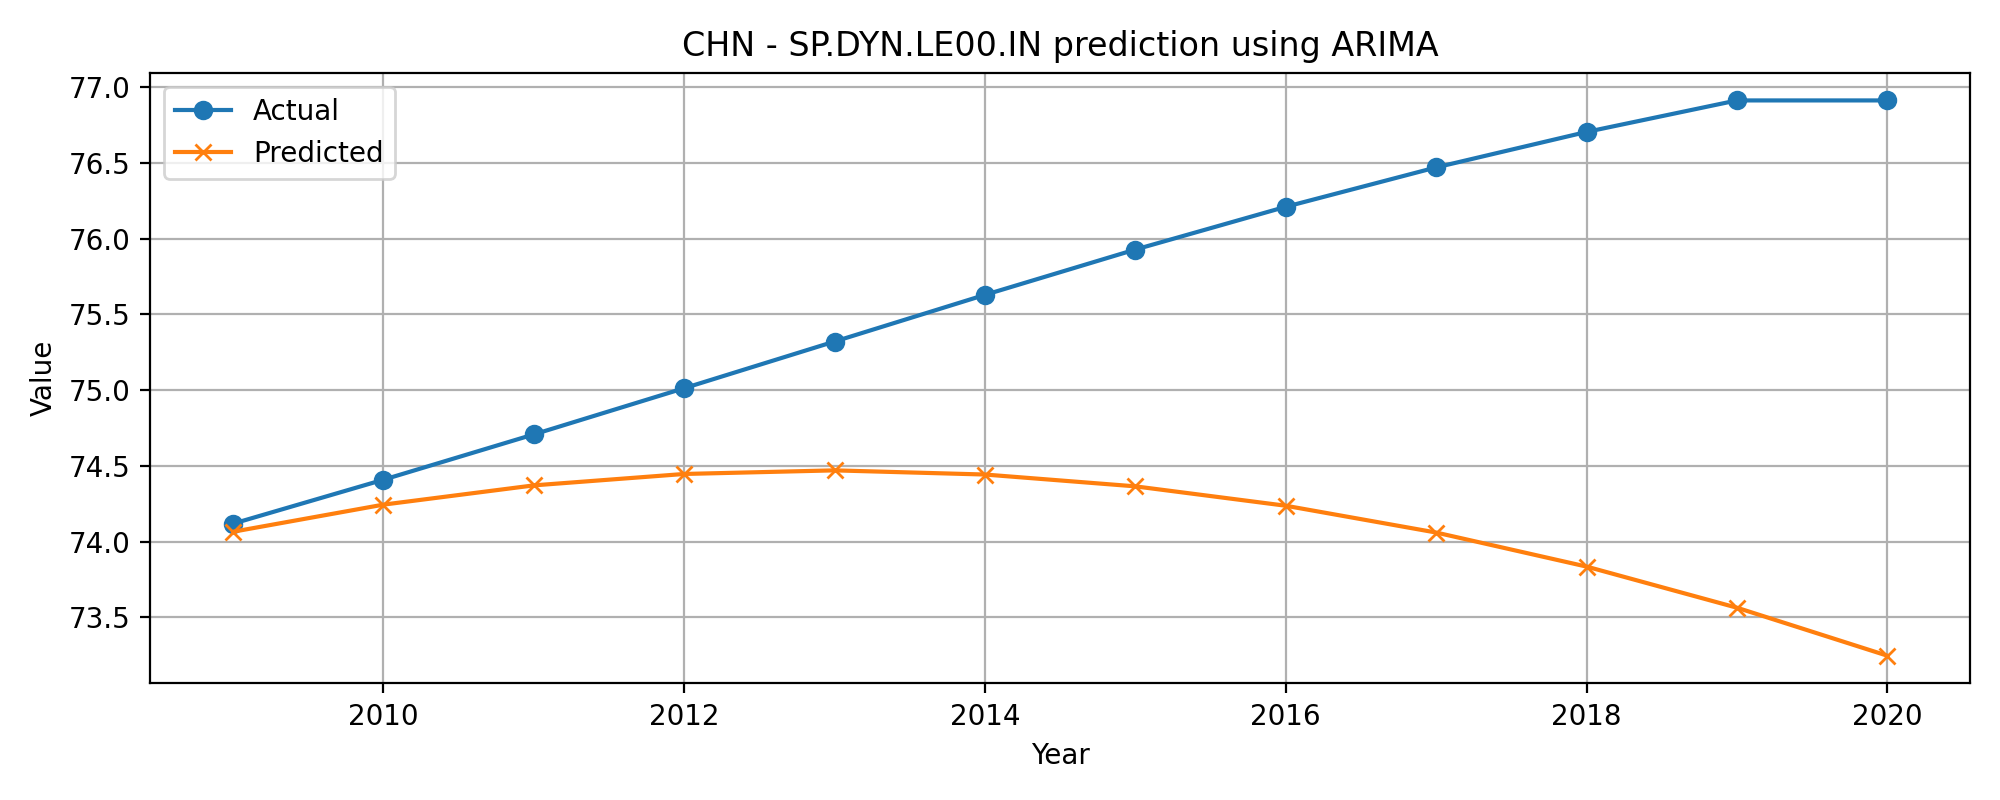 CHN - SP.DYN.LE00.IN prediction using ARIMA
Actual
Predicted
77.0
76.5
76.0
75.5
75.0
74.5
74.0
73.5
Value
2010 2012 2014 2016 2018 2020
Year